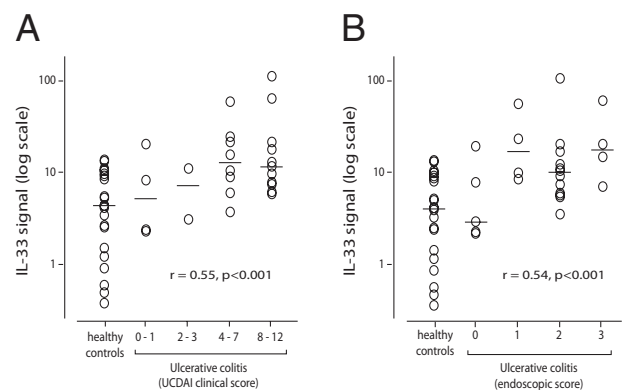 A
IL-33 signal (log scale)
100
10
1
r = 0.55, p<0.001
healthy controls
0 - 1
2 - 3
4 - 7
8 - 12
Ulcerative colitis
(UCDAI clinical score)
B
IL-33 signal (log scale)
100
10
1
r = 0.54, p<0.001
healthy controls
0
1
2
3
Ulcerative colitis
(endoscopic score)